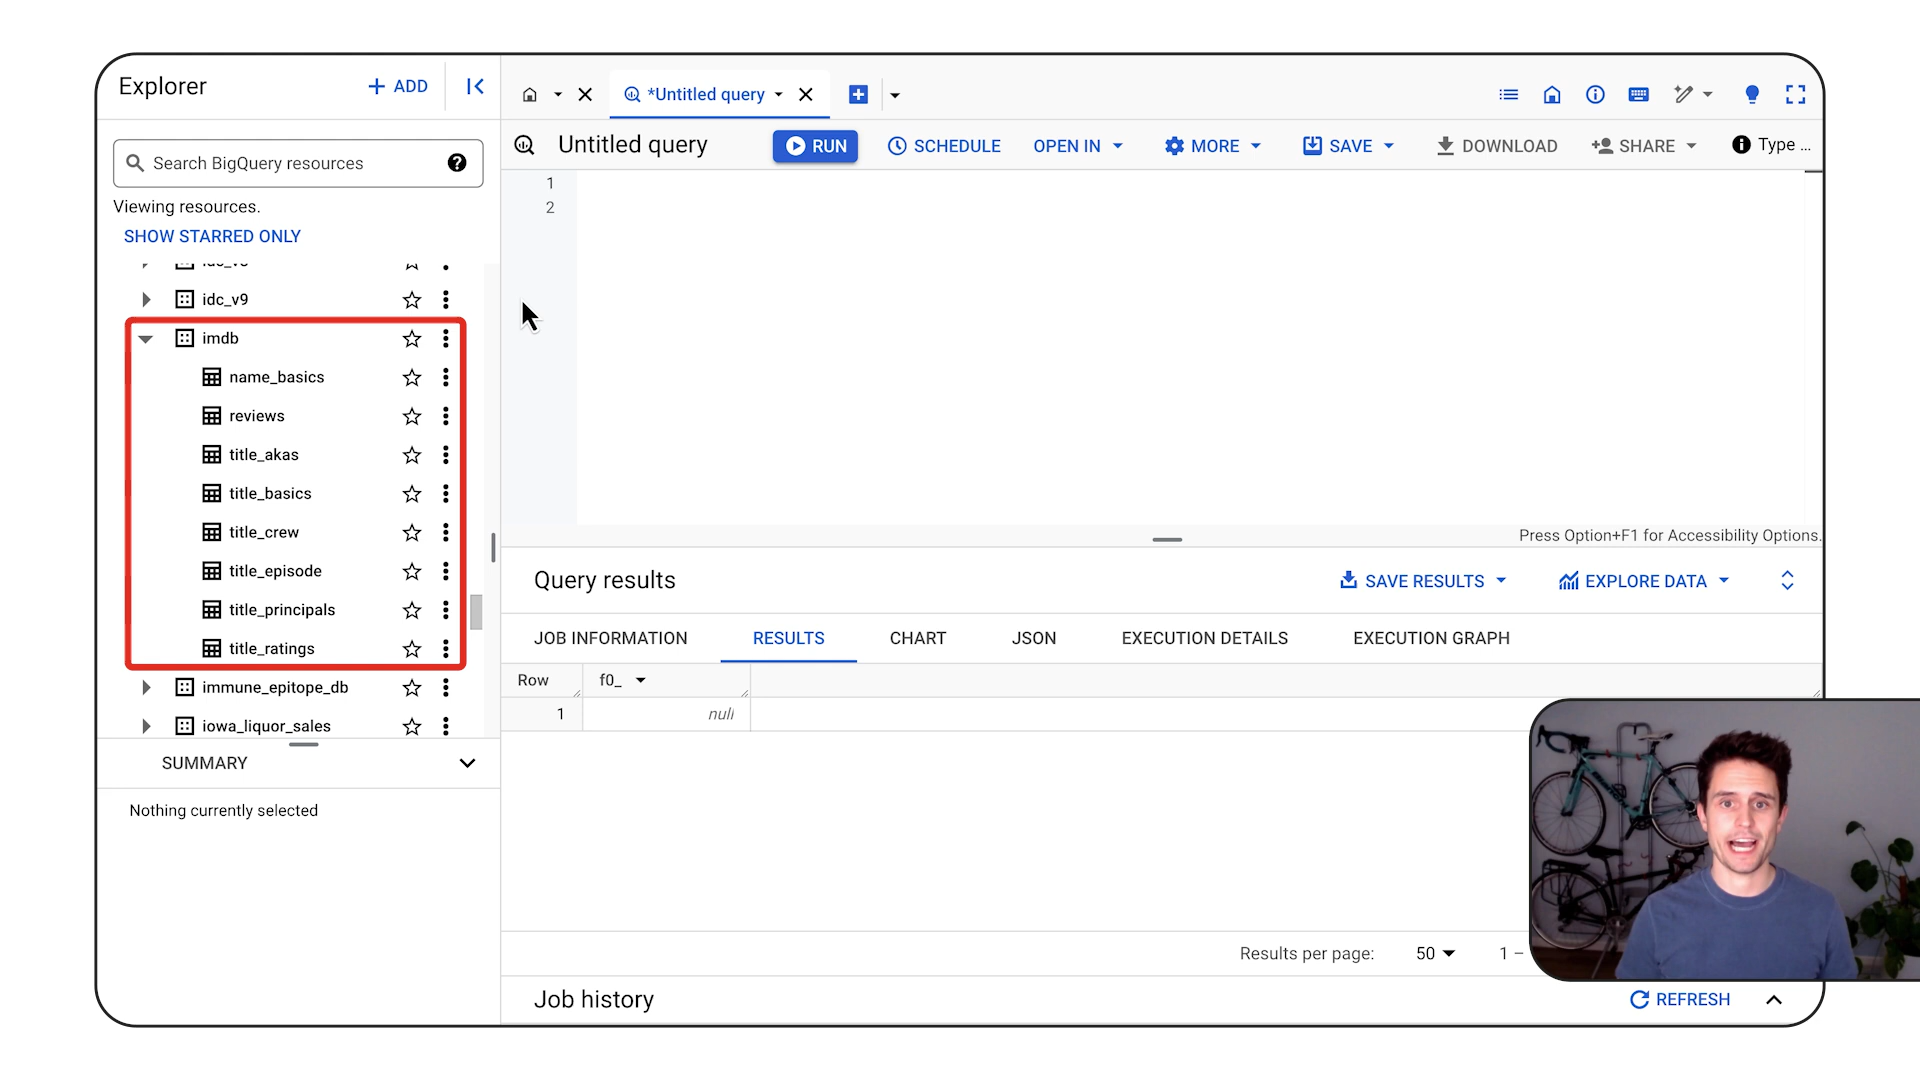 Explorer
+ ADD
*Untitled query
Untitled query
RUN
SCHEDULE
OPEN IN
MORE
SAVE
DOWNLOAD
SHARE
Type ...
Search BigQuery resources
Viewing resources.
SHOW STARRED ONLY
idc_v9
imdb
name_basics
reviews
title_akas
title_basics
title_crew
title_episode
title_principals
title_ratings
immune_epitope_db
iowa_liquor_sales
SUMMARY
Nothing currently selected
1
2
Press Option+F1 for Accessibility Options.
Query results
SAVE RESULTS
EXPLORE DATA
JOB INFORMATION
RESULTS
CHART
JSON
EXECUTION DETAILS
EXECUTION GRAPH
Row
f0_
1
null
Results per page:
50
1 –
Job history
REFRESH